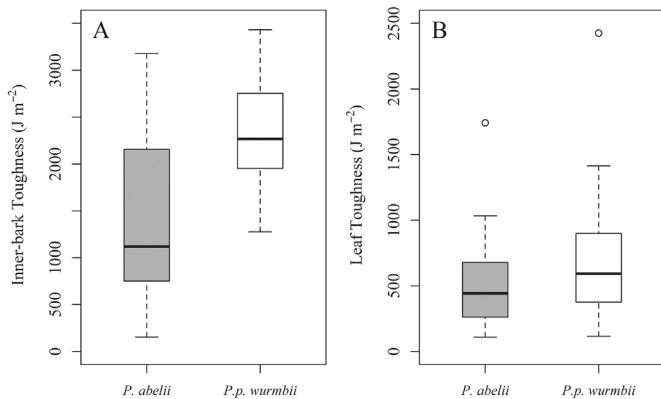 A
Inner-bark Toughness (J m⁻²)
3000
2000
1000
500
0
P. abelii
P.p. wurmbii
B
Leaf Toughness (J m⁻²)
2500
2000
1500
1000
500
0
P. abelii
P.p. wurmbii